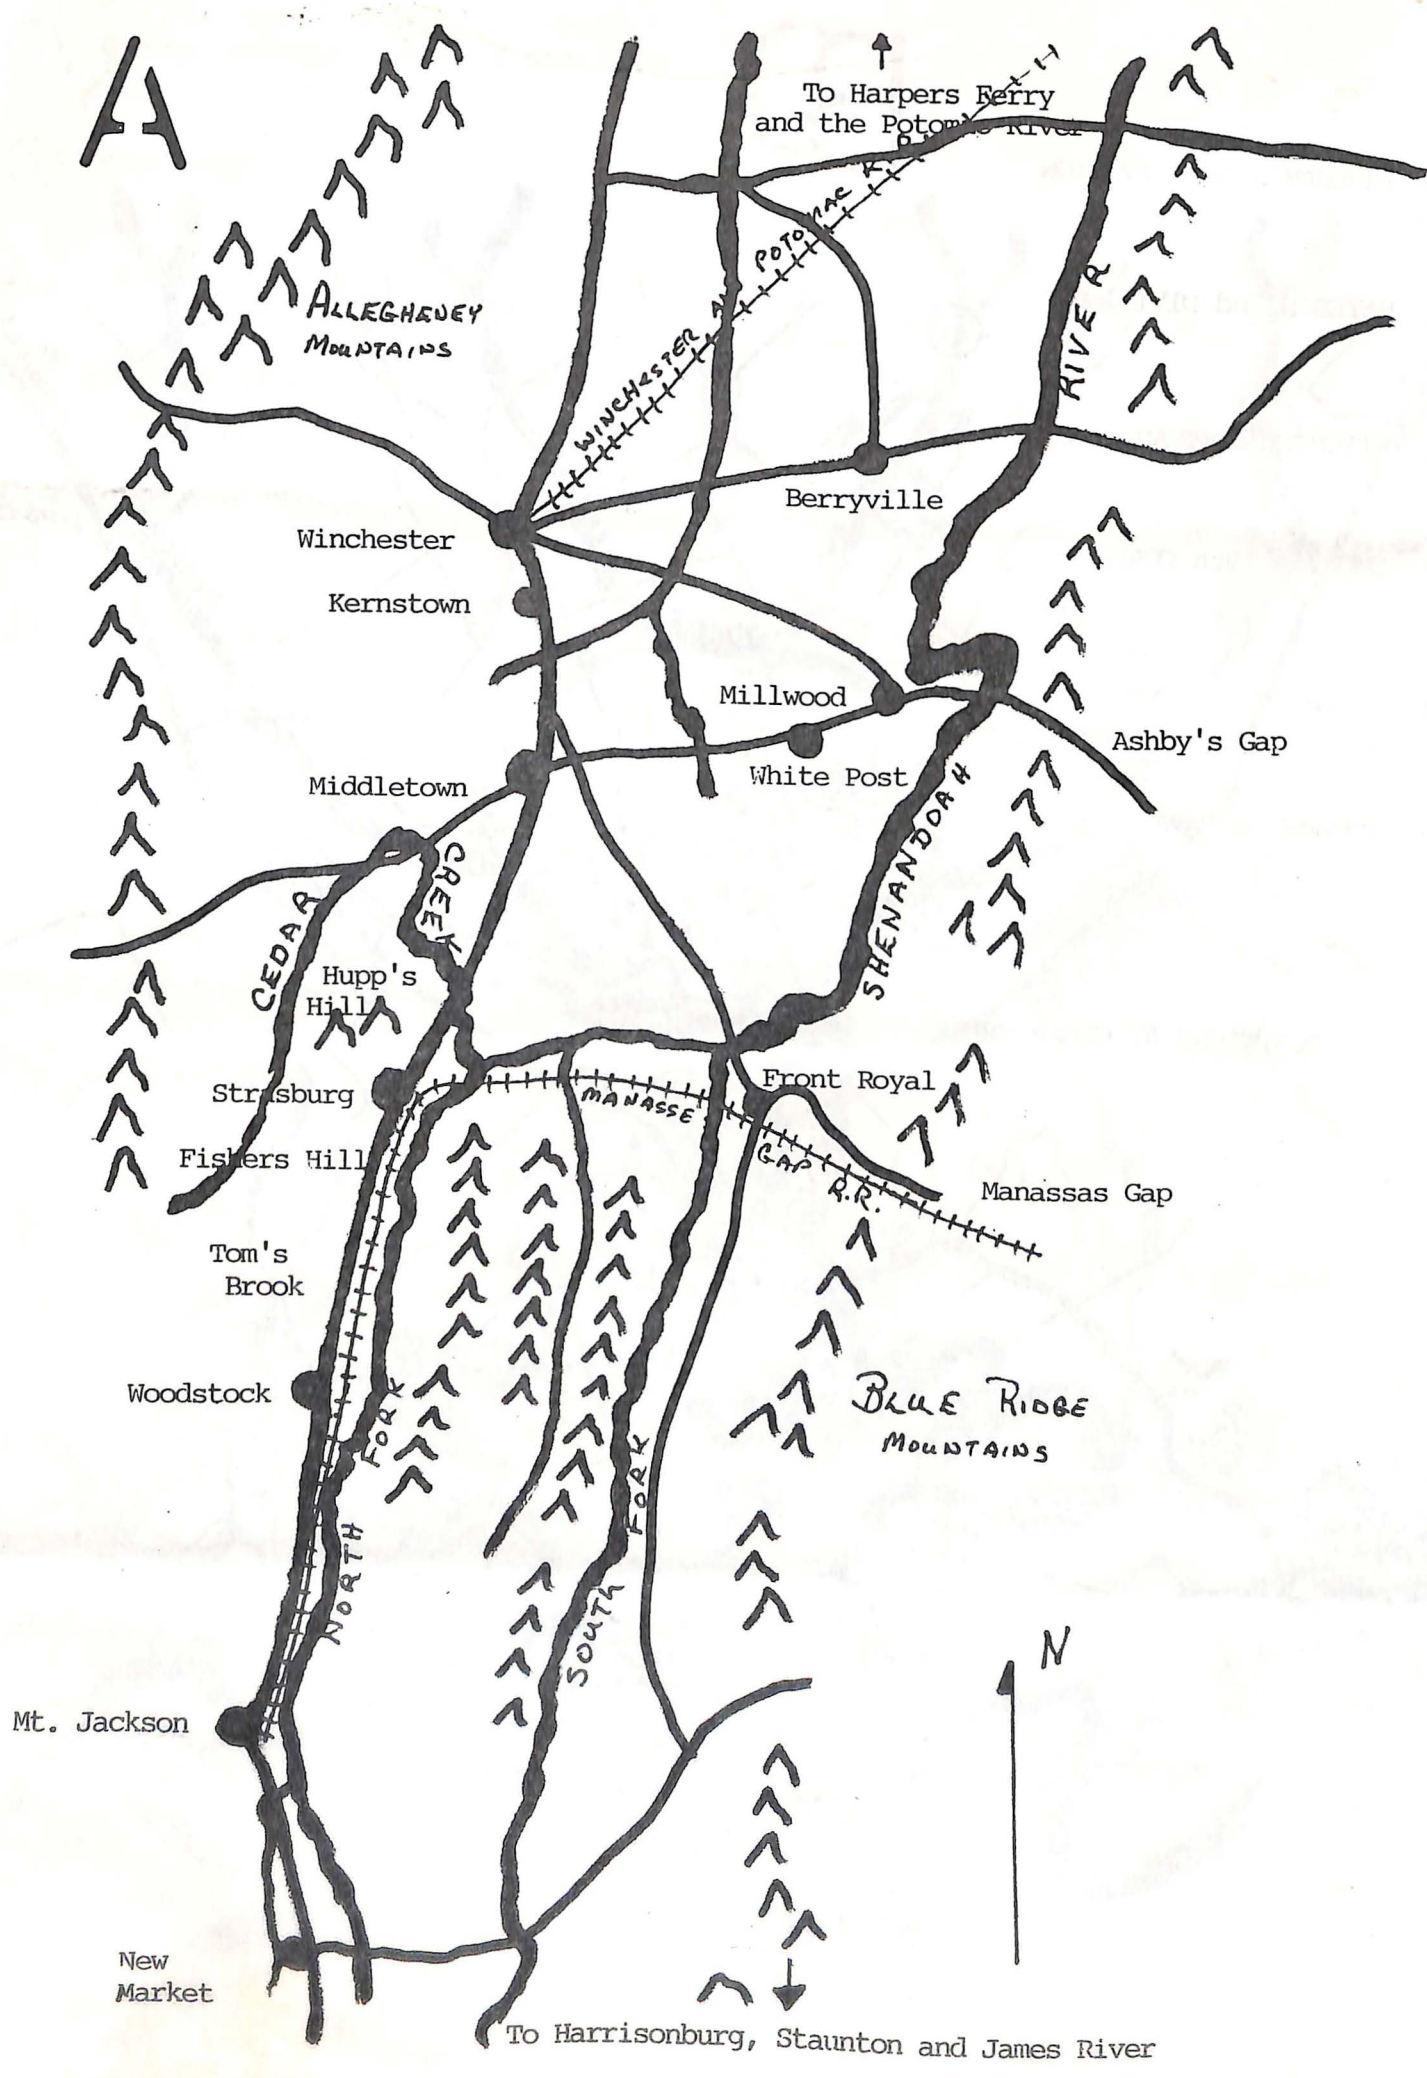 To Harpers Ferry
and the Potomac River
WINCHESTER AND POTOMAC R.R.
RIVER
ALLEGHENEY
MOUNTAINS
Berryville
Winchester
Kernstown
Millwood
Ashby's Gap
White Post
Middletown
SHENANDOAH
CREEK
CEDAR
Hupp's
Hill
Strasburg
Front Royal
MANASSE
GAP
R.R.
Fishers Hill
Manassas Gap
Tom's
Brook
Woodstock
BLUE RIDGE
MOUNTAINS
FORK
NORTH
FORK
SOUTH
N
Mt. Jackson
New
Market
To Harrisonburg, Staunton and James River